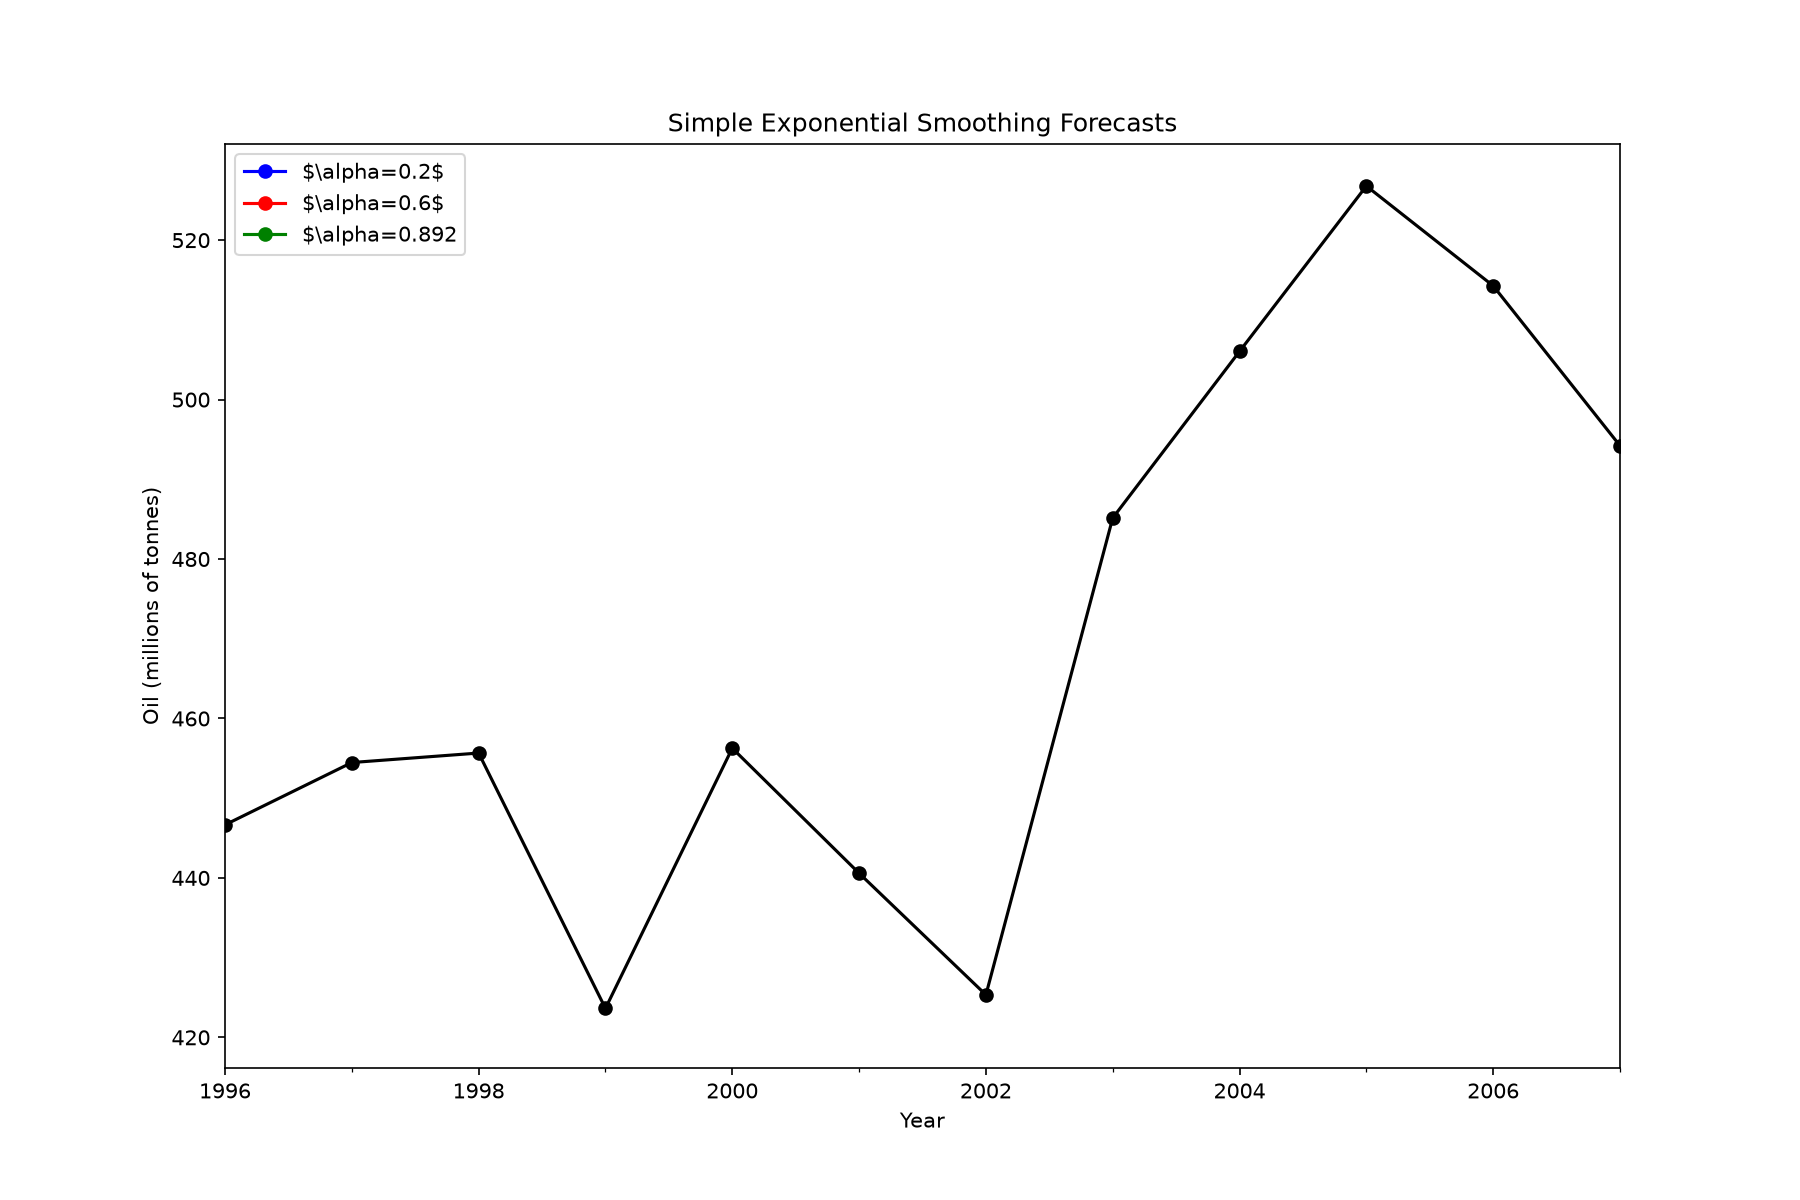 Simple Exponential Smoothing Forecasts
$\alpha=0.2$
$\alpha=0.6$
$\alpha=0.892
520
500
480
460
440
420
Oil (millions of tonnes)
1996 1998 2000 2002 2004 2006
Year